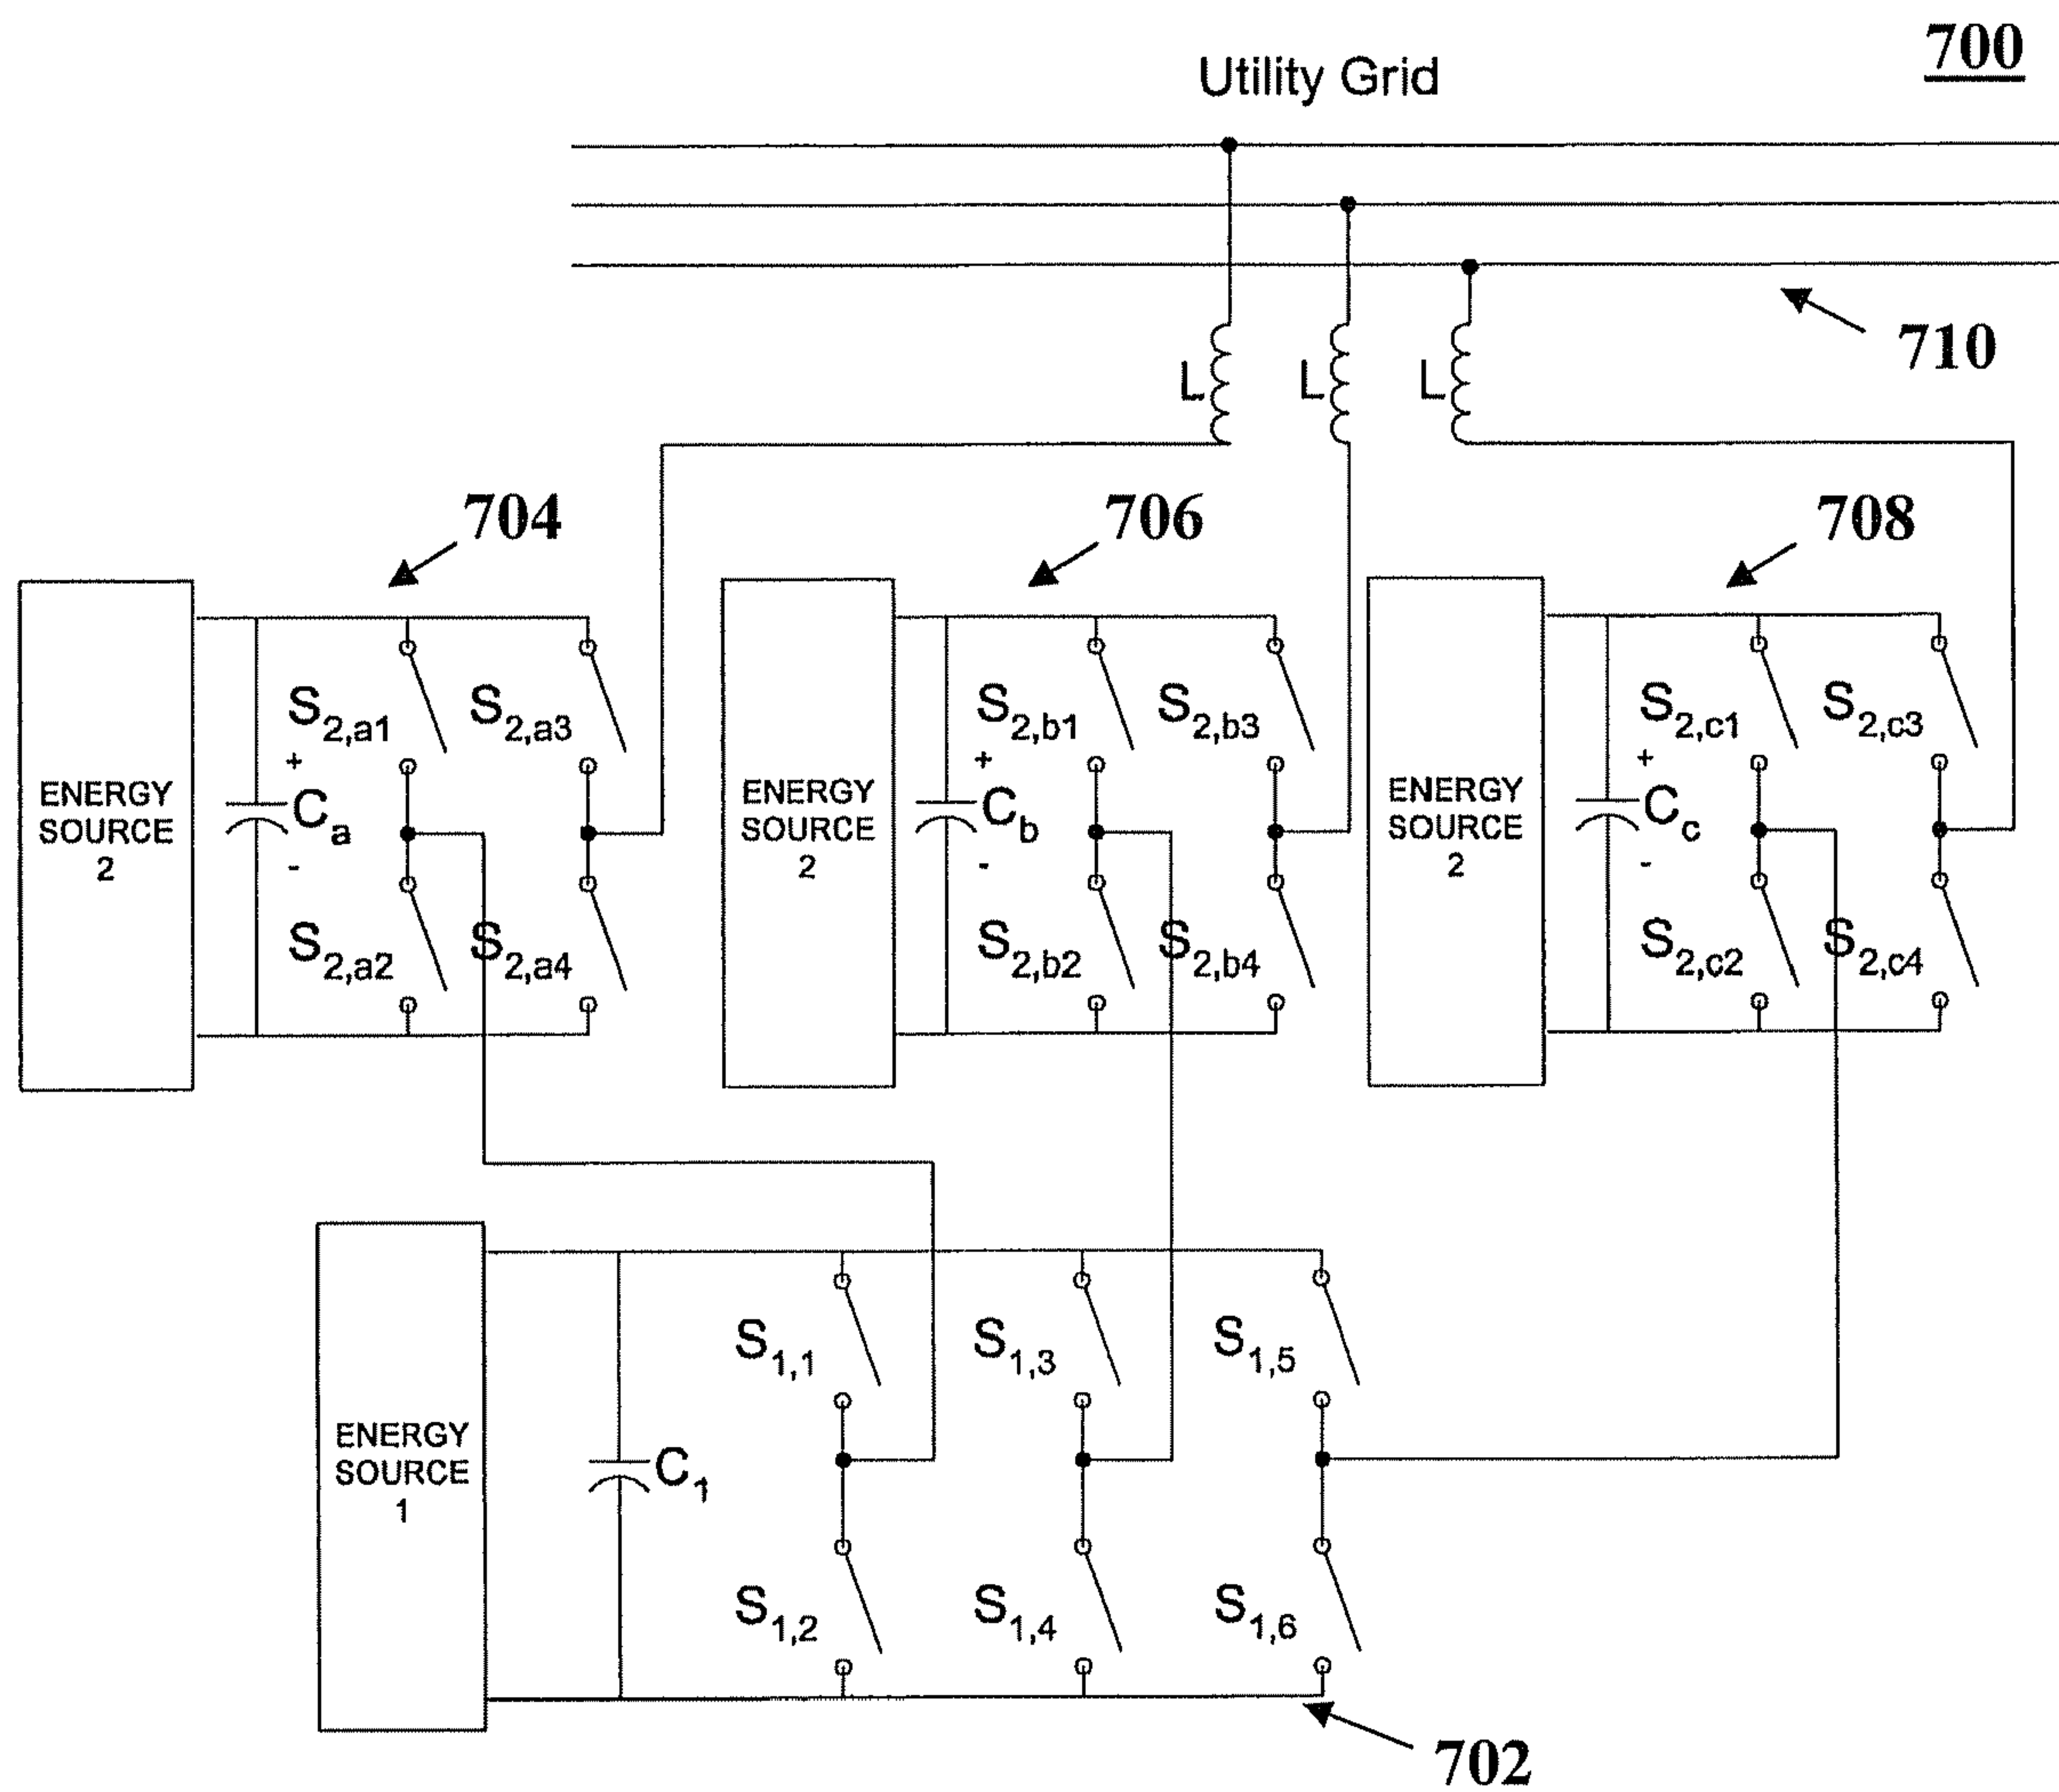 700
Utility Grid
710
L L L
704 706 708
S2,a1 S2,a3 S2,b1 S2,b3 S2,c1 S2,c3
+ + +
ENERGY
SOURCE
2
Ca
ENERGY
SOURCE
2
Cb
ENERGY
SOURCE
2
Cc
- - -
S2,a2 S2,a4 S2,b2 S2,b4 S2,c2 S2,c4
S1,1 S1,3 S1,5
ENERGY
SOURCE
1
C1
S1,2 S1,4 S1,6
702